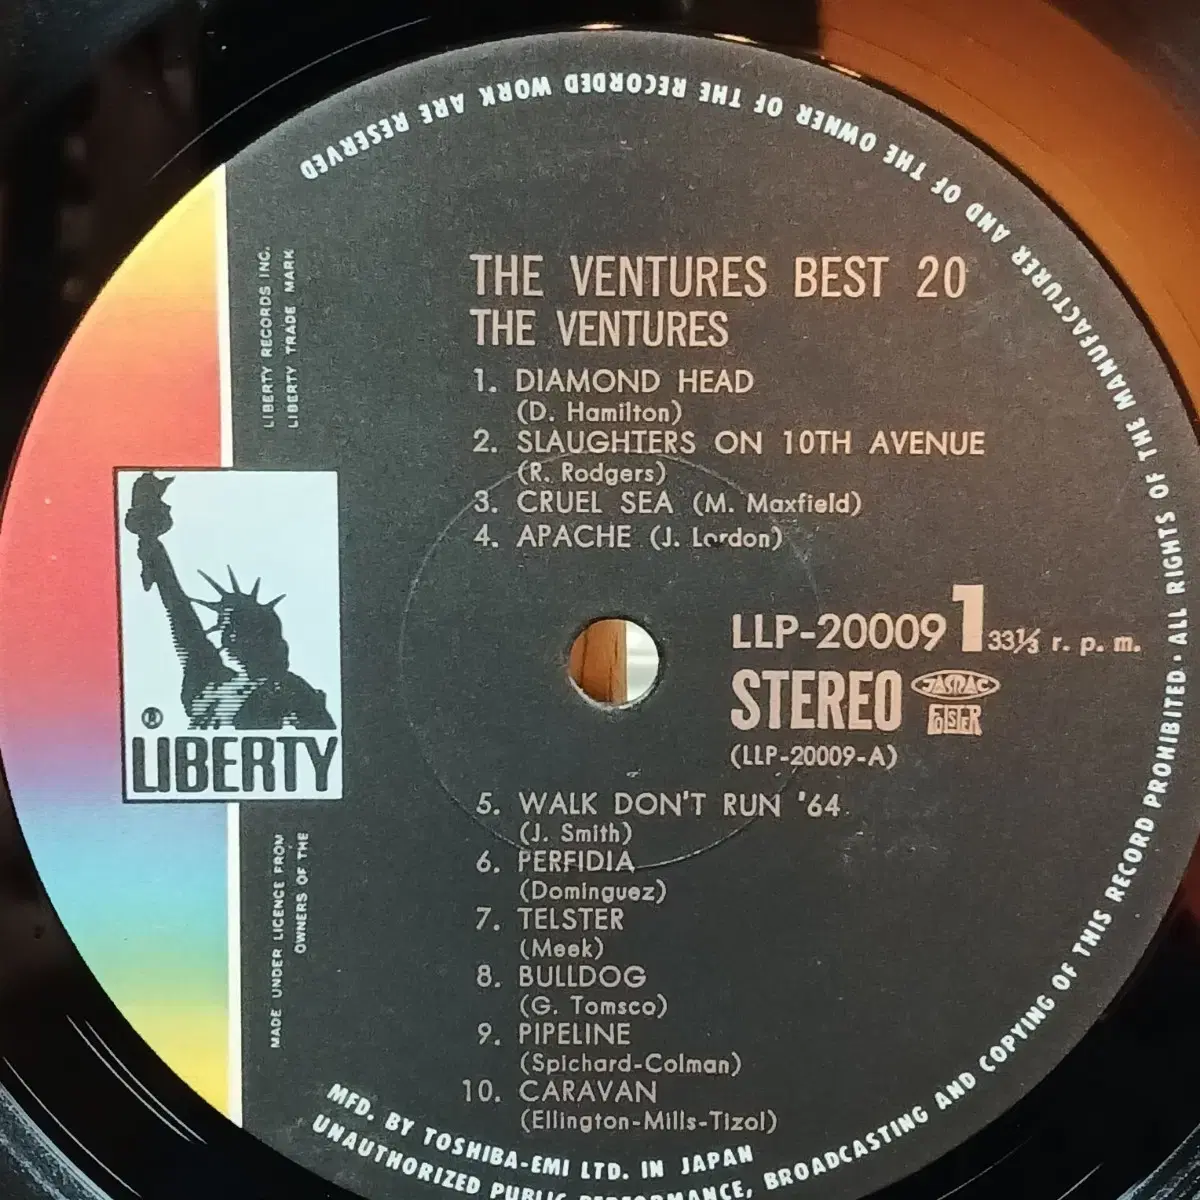 THE VENTURES BEST 20
THE VENTURES
1. DIAMOND HEAD
(D. Hamilton)
2. SLAUGHTERS ON 10TH AVENUE
(R. Rodgers)
3. CRUEL SEA (M. Maxfield)
4. APACHE (J. Lordon)
LLP-20009 1 33⅓ r. p. m.
STEREO JASRAC
FOLSTER
(LLP-20009-A)
5. WALK DON'T RUN '64
(J. Smith)
6. PERFIDIA
(Dominguez)
7. TELSTER
(Meek)
8. BULLDOG
(G. Tomsco)
9. PIPELINE
(Spichard-Colman)
10. CARAVAN
(Ellington-Mills-Tizol)
LIBERTY RECORDS INC.
LIBERTY TRADE MARK
®
LIBERTY
MADE UNDER LICENCE FROM
OWNERS OF THE
MFD. BY TOSHIBA-EMI LTD. IN JAPAN
UNAUTHORIZED PUBLIC PERFORMANCE, BROADCASTING AND COPYING OF THIS RECORD PROHIBITED· ALL RIGHTS OF THE MANUFACTURER AND OF THE OWNER OF THE RECORDED WORK ARE RESERVED